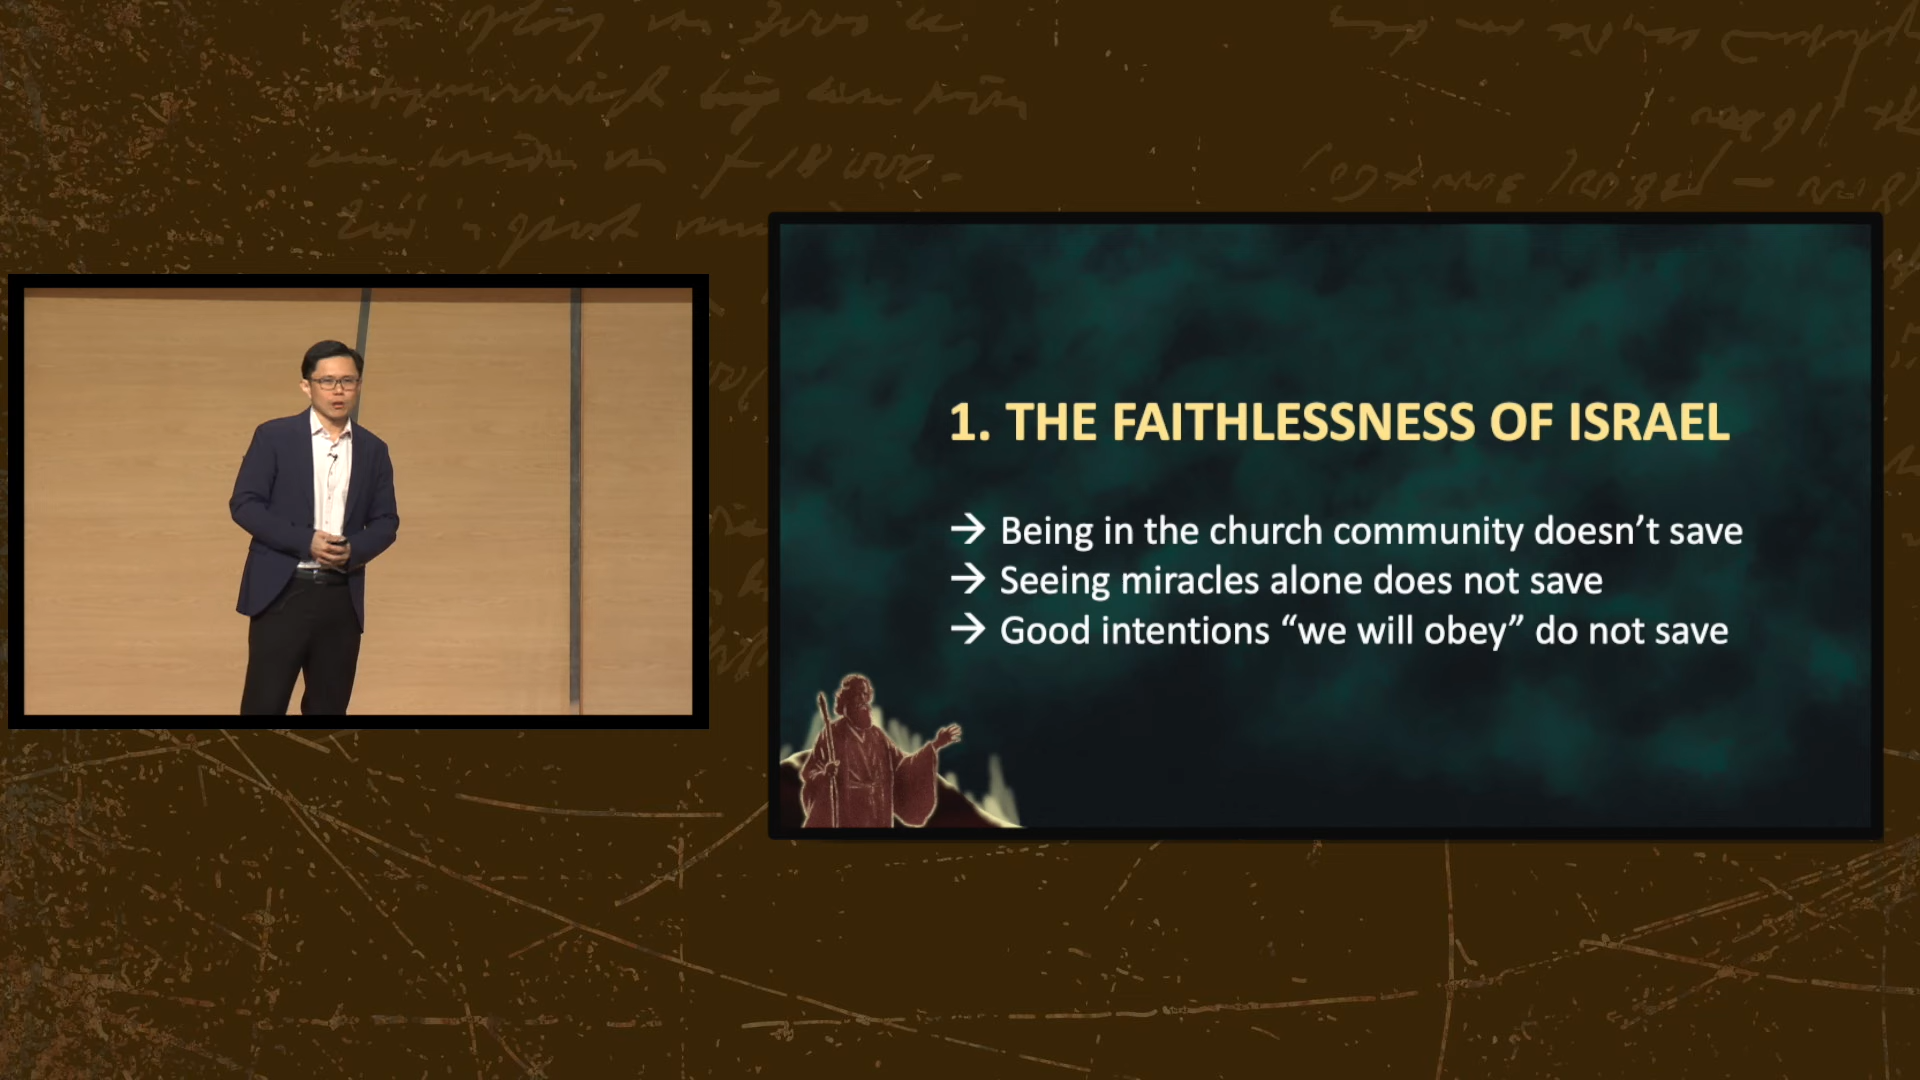 1. THE FAITHLESSNESS OF ISRAEL
→ Being in the church community doesn’t save
→ Seeing miracles alone does not save
→ Good intentions “we will obey” do not save